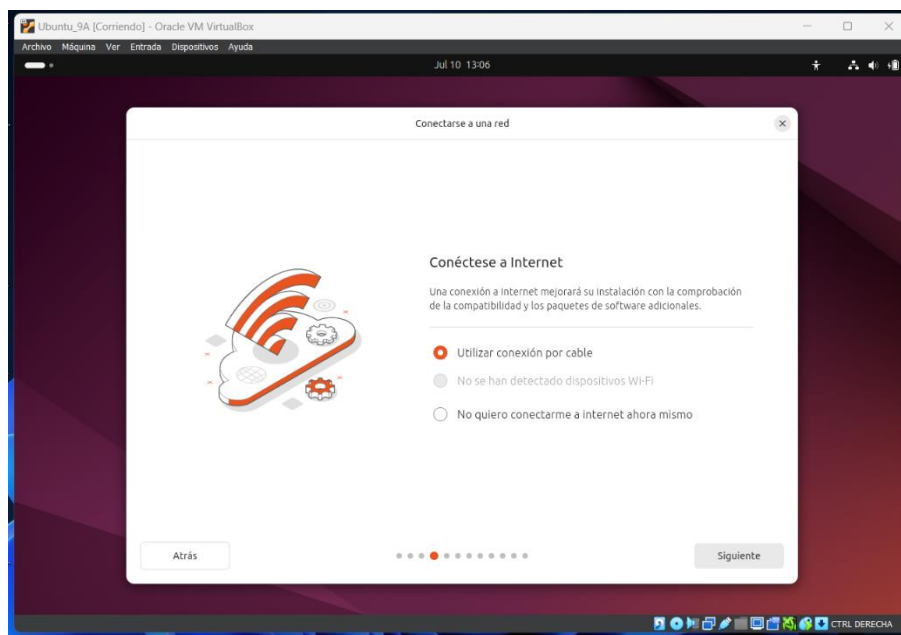 Ubuntu_9A [Corriendo] - Oracle VM VirtualBox
Archivo Máquina Ver Entrada Dispositivos Ayuda
Jul 10 13:06
Conectarse a una red
Conéctese a Internet
Una conexión a Internet mejorará su instalación con la comprobación
de la compatibilidad y los paquetes de software adicionales.
Utilizar conexión por cable
No se han detectado dispositivos Wi-Fi
No quiero conectarme a internet ahora mismo
Atrás
Siguiente
CTRL DERECHA